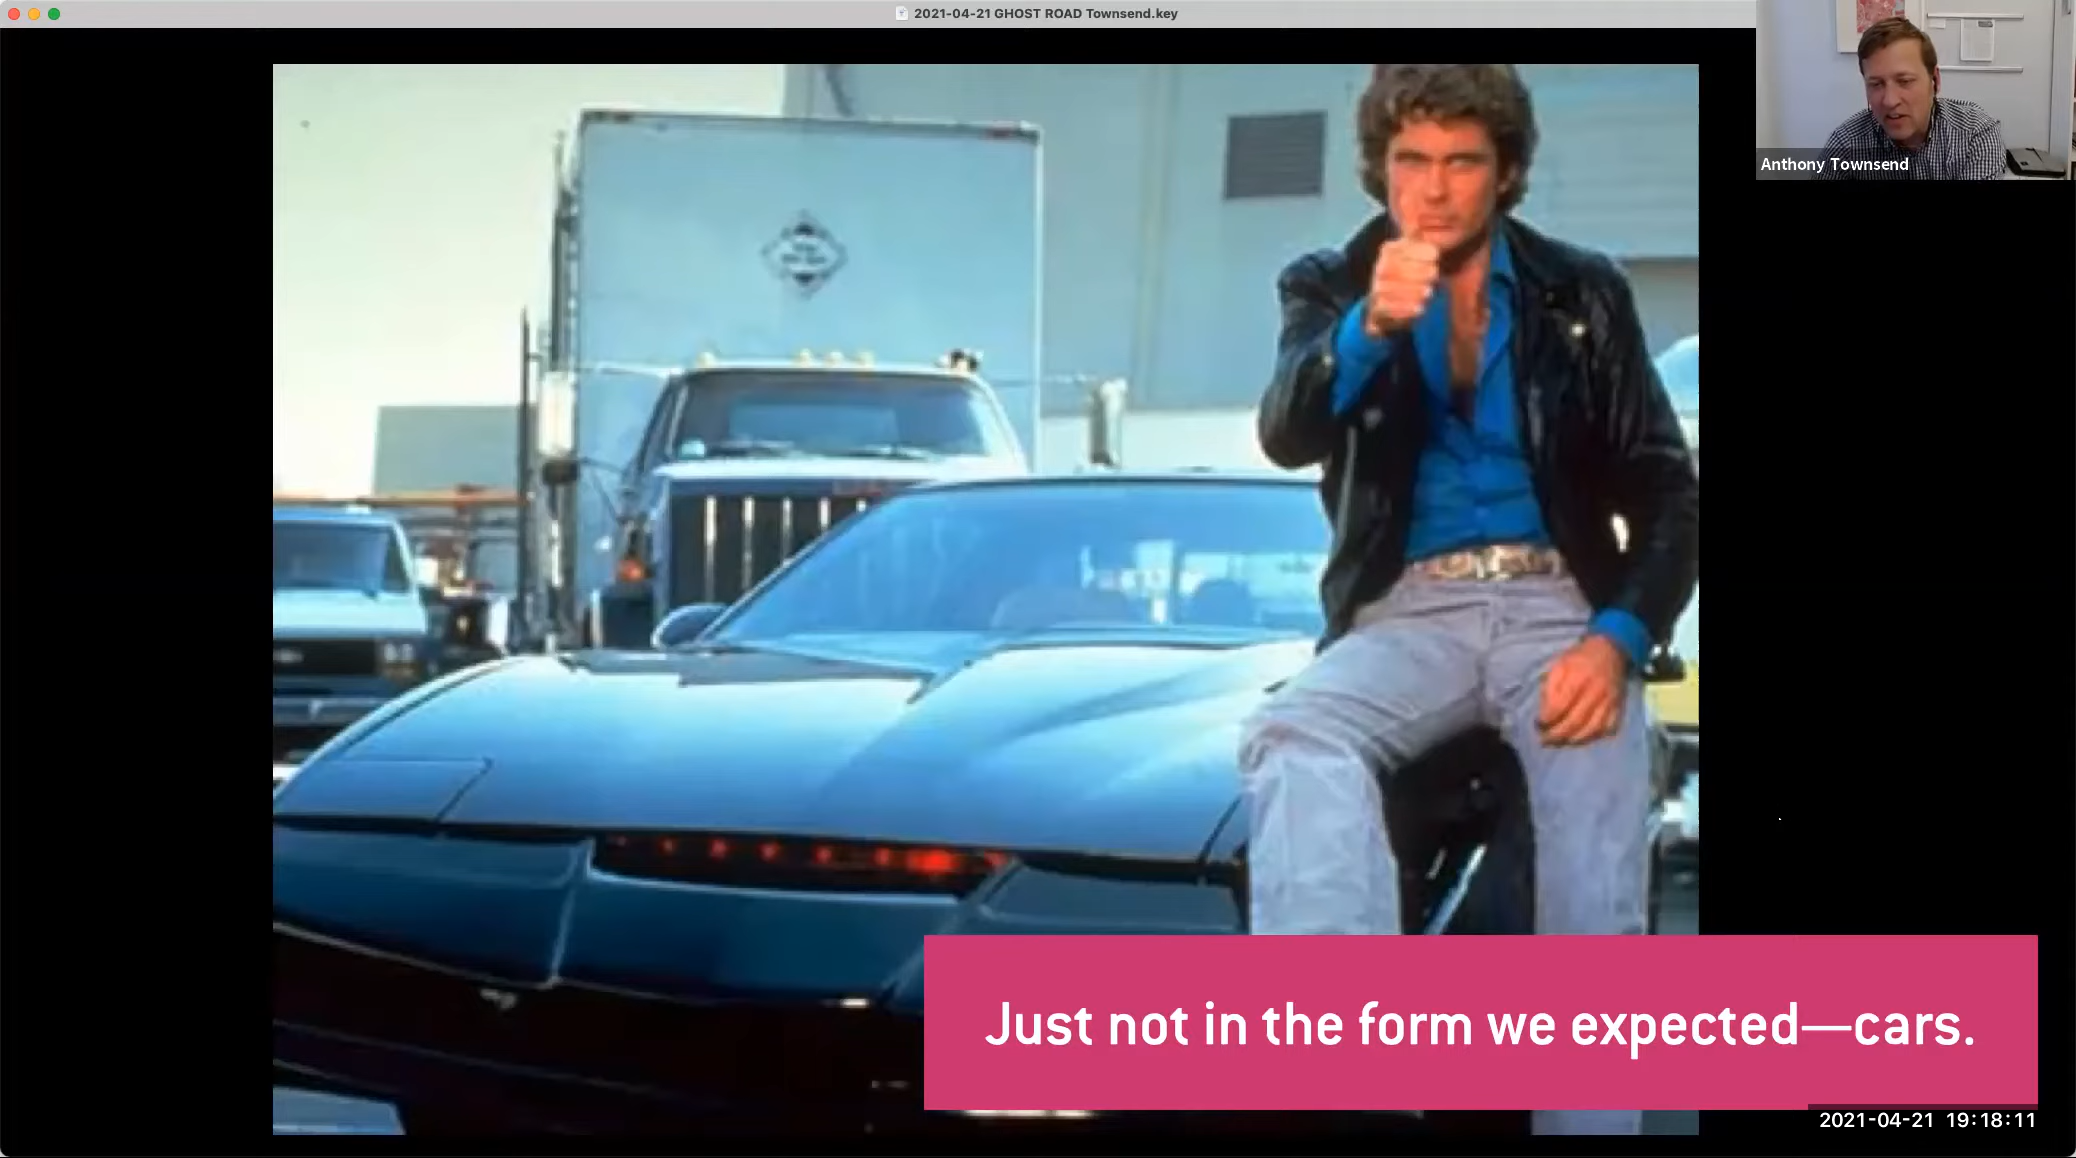 2021-04-21 GHOST ROAD Townsend.key
Anthony Townsend
Just not in the form we expected—cars.
2021-04-21 19:18:11